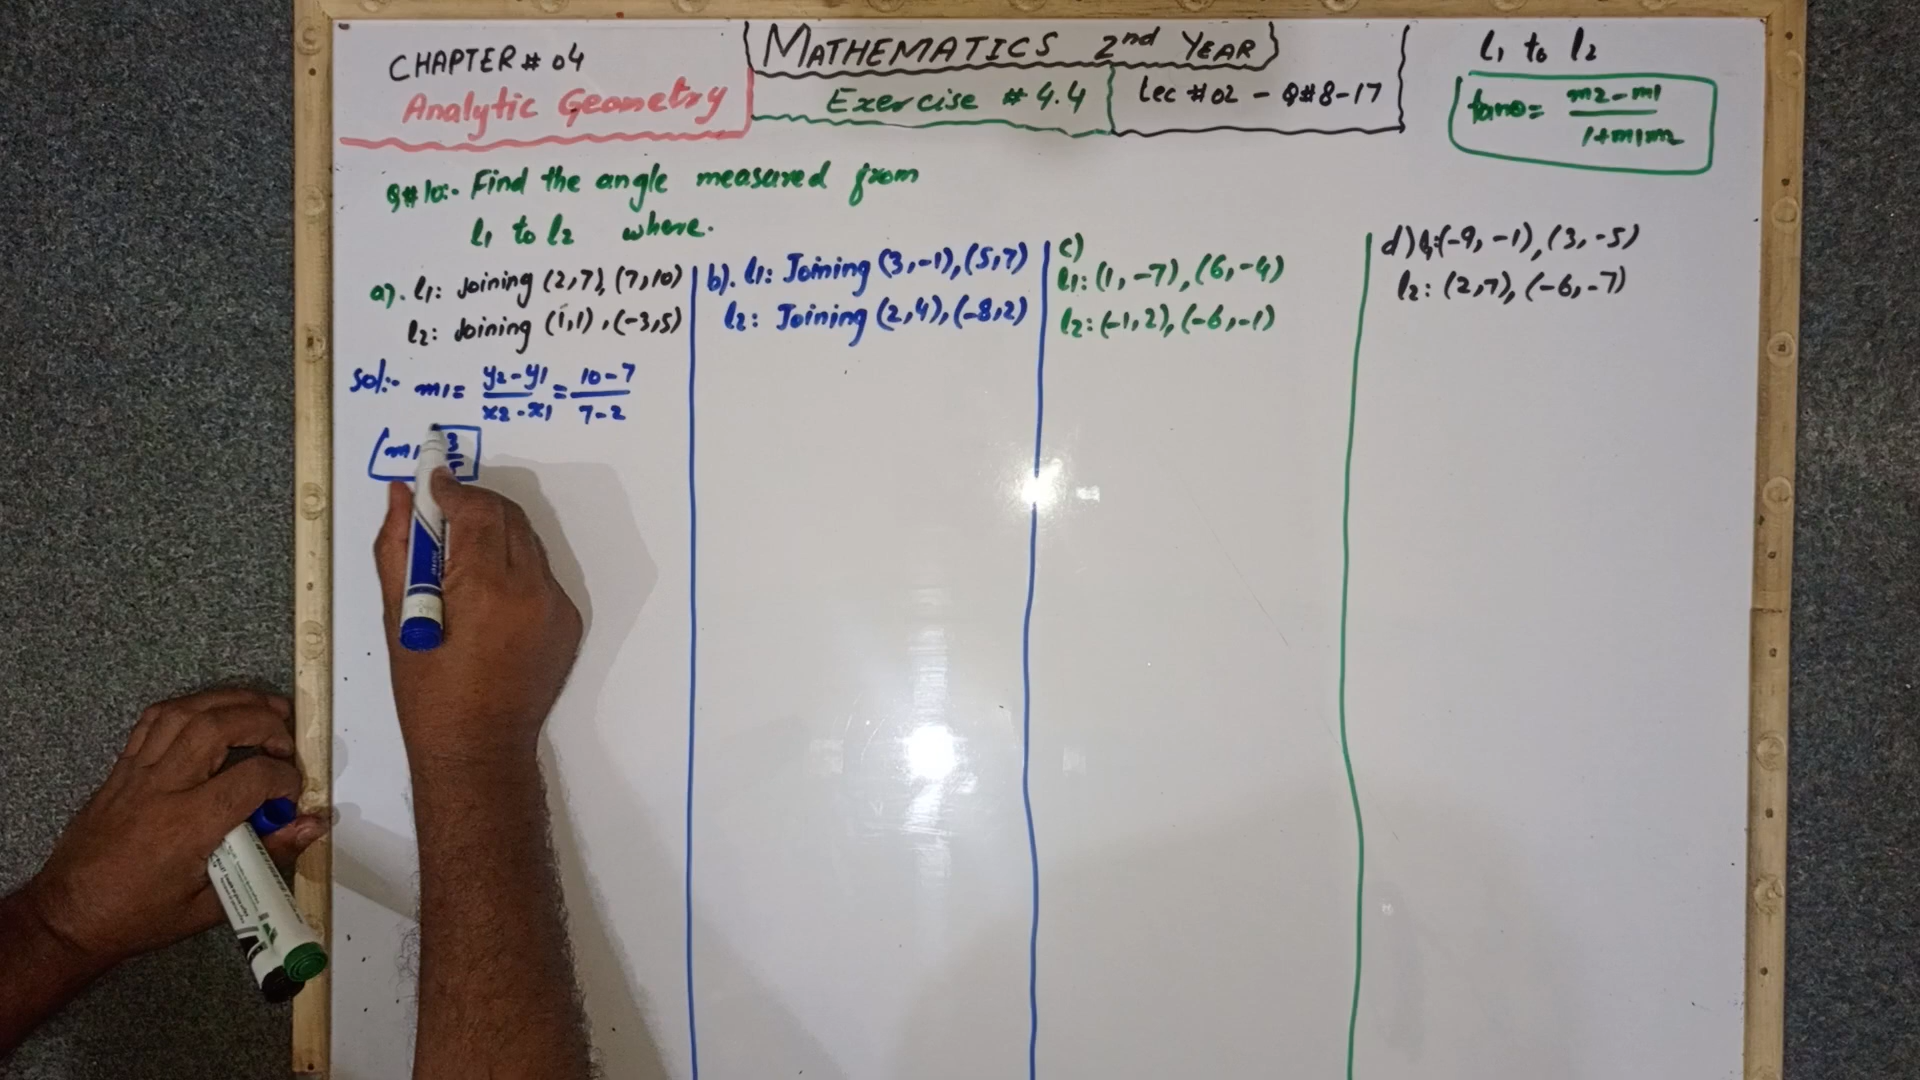 CHAPTER # 04
Analytic Geometry
MATHEMATICS 2nd YEAR
Exercise # 4.4
Lec # 02 - Q#8-17
l1 to l2
tanθ = m2-m1 / 1+m1m2
Q#10:- Find the angle measured from
l1 to l2 where.
a). l1: Joining (2,7), (7,10)
l2: Joining (1,1), (-3,5)
Sol:- m1 = y2-y1 / x2-x1 = 10-7 / 7-2
m1 3
b). l1: Joining (3,-1), (5,7)
l2: Joining (2,4), (-8,2)
c)
l1: (1,-7), (6,-4)
l2: (-1,2), (-6,-1)
d) l1: (-9,-1), (3,-5)
l2: (2,7), (-6,-7)